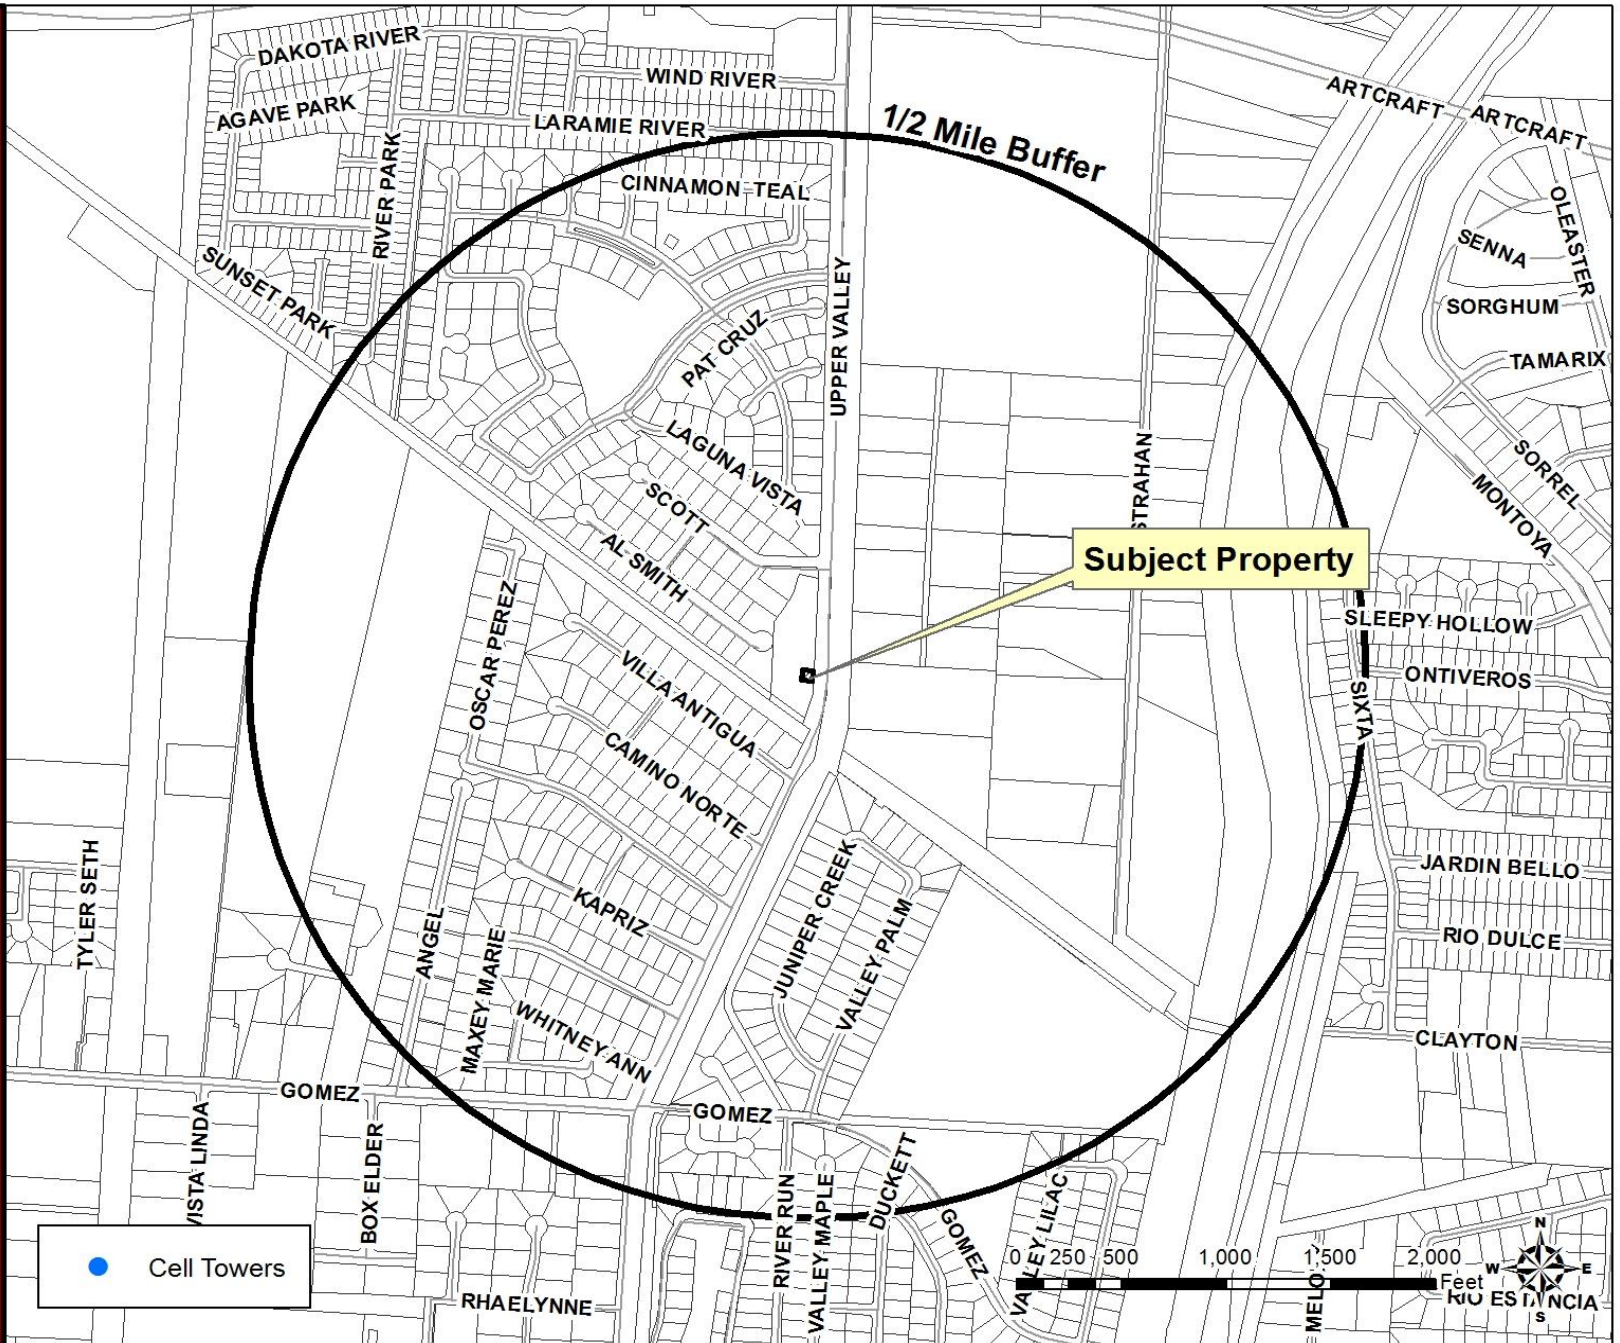 DAKOTA RIVER
WIND RIVER
ARTCRAFT
ARTCRAFT
AGAVE PARK
LARAMIE RIVER
1/2 Mile Buffer
RIVER PARK
CINNAMON TEAL
OLEASTER
SENNA
SUNSET PARK
UPPER VALLEY
SORGHUM
PAT CRUZ
TAMARIX
LAGUNA VISTA
STRAHAN
SORREL
SCOTT
MONTOYA
AL SMITH
Subject Property
OSCAR PEREZ
SLEEPY HOLLOW
VILLA ANTIGUA
ONTIVEROS
SIXTA
CAMINO NORTE
TYLER SETH
JUNIPER CREEK
JARDIN BELLO
KAPRIZ
ANGEL
VALLEY PALM
RIO DULCE
MAXEY MARIE
WHITNEY ANN
CLAYTON
GOMEZ
GOMEZ
VISTA LINDA
BOX ELDER
DUCKETT
RIVER RUN
VALLEY MAPLE
GOMEZ
VALLEY LILAC
Cell Towers
0 250 500 1,000 1,500 2,000
Feet
N
W E
S
RHAELYNNE
RIO ESTANCIA